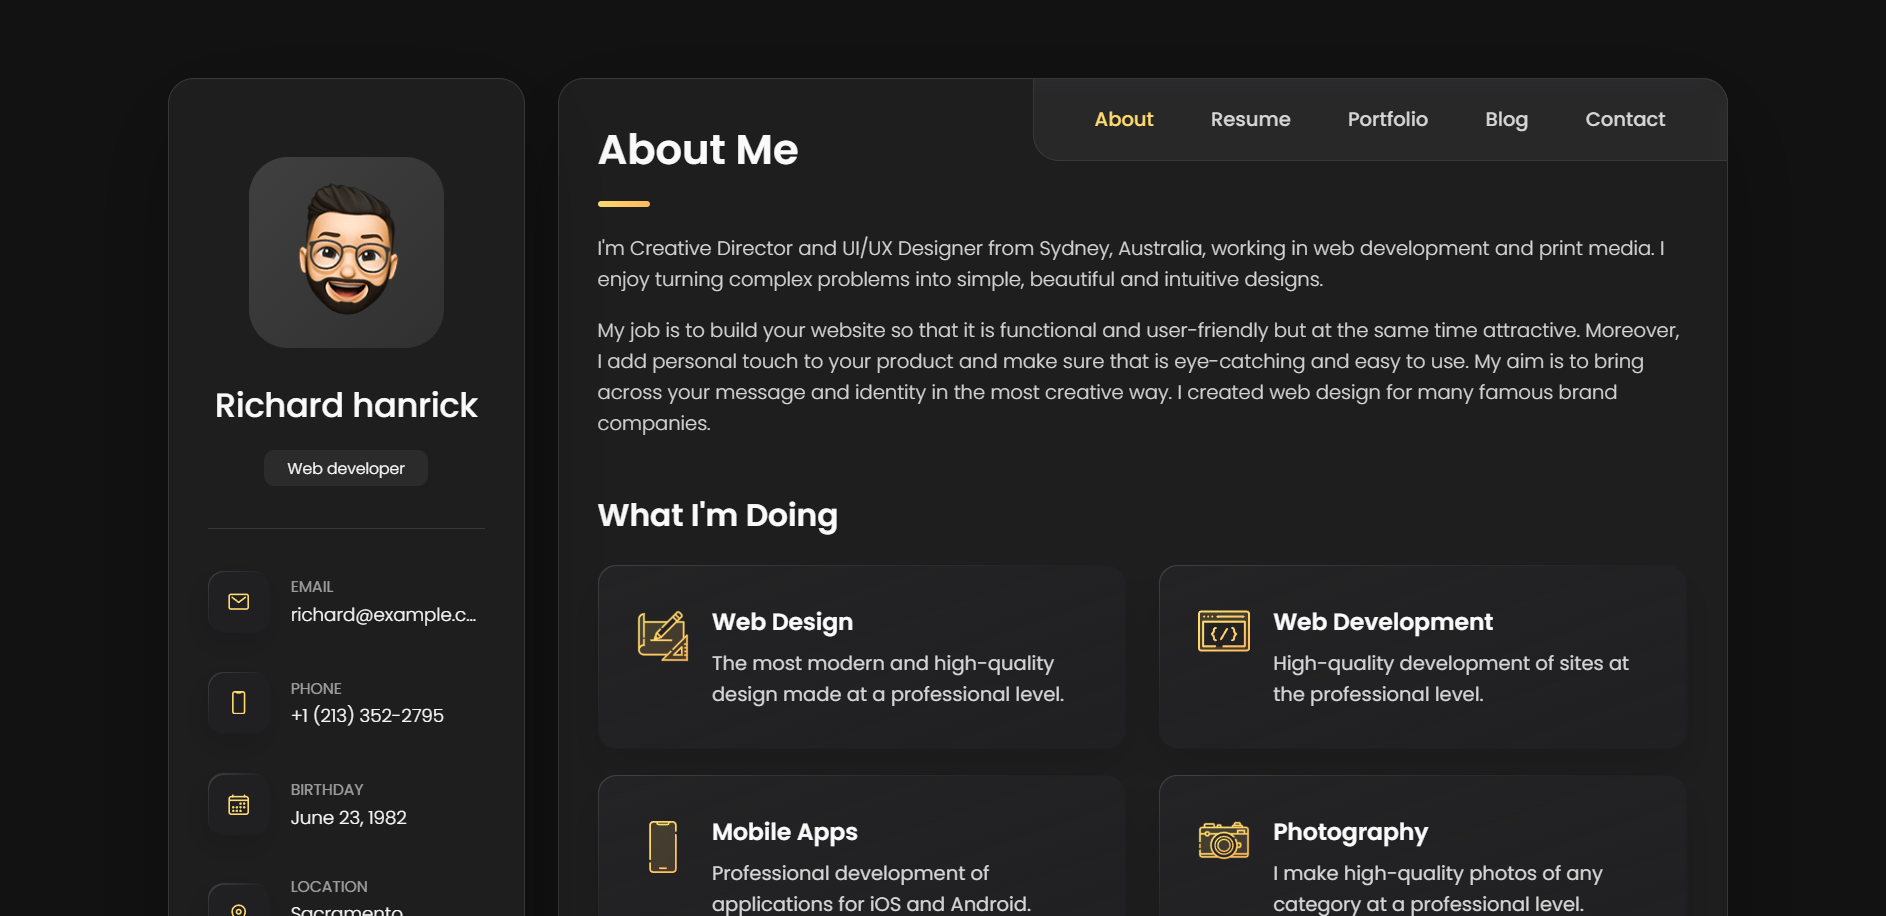 About
Resume
Portfolio
Blog
Contact
Richard hanrick
Web developer
EMAIL
richard@example.c...
PHONE
+1 (213) 352-2795
BIRTHDAY
June 23, 1982
LOCATION
Sacramento
About Me
I'm Creative Director and UI/UX Designer from Sydney, Australia, working in web development and print media. I
enjoy turning complex problems into simple, beautiful and intuitive designs.
My job is to build your website so that it is functional and user-friendly but at the same time attractive. Moreover,
I add personal touch to your product and make sure that is eye-catching and easy to use. My aim is to bring
across your message and identity in the most creative way. I created web design for many famous brand
companies.
What I'm Doing
Web Design
The most modern and high-quality
design made at a professional level.
Web Development
High-quality development of sites at
the professional level.
Mobile Apps
Professional development of
applications for iOS and Android.
Photography
I make high-quality photos of any
category at a professional level.